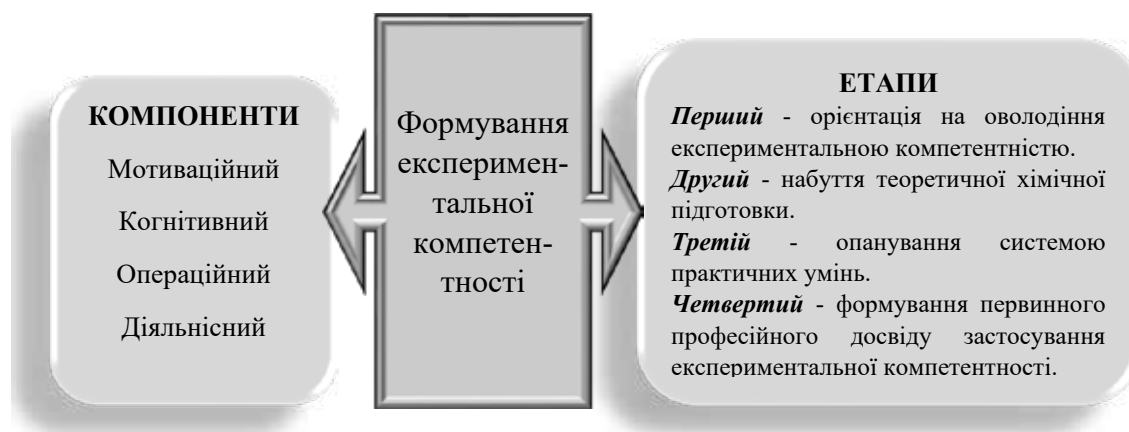 КОМПОНЕНТИ
Мотиваційний
Когнітивний
Операційний
Діяльнісний
Формування
експеримен-
тальної
компетен-
тності
ЕТАПИ
Перший - орієнтація на оволодіння
експериментальною компетентністю.
Другий - набуття теоретичної хімічної
підготовки.
Третій - опанування системою
практичних умінь.
Четвертий - формування первинного
професійного досвіду застосування
експериментальної компетентності.